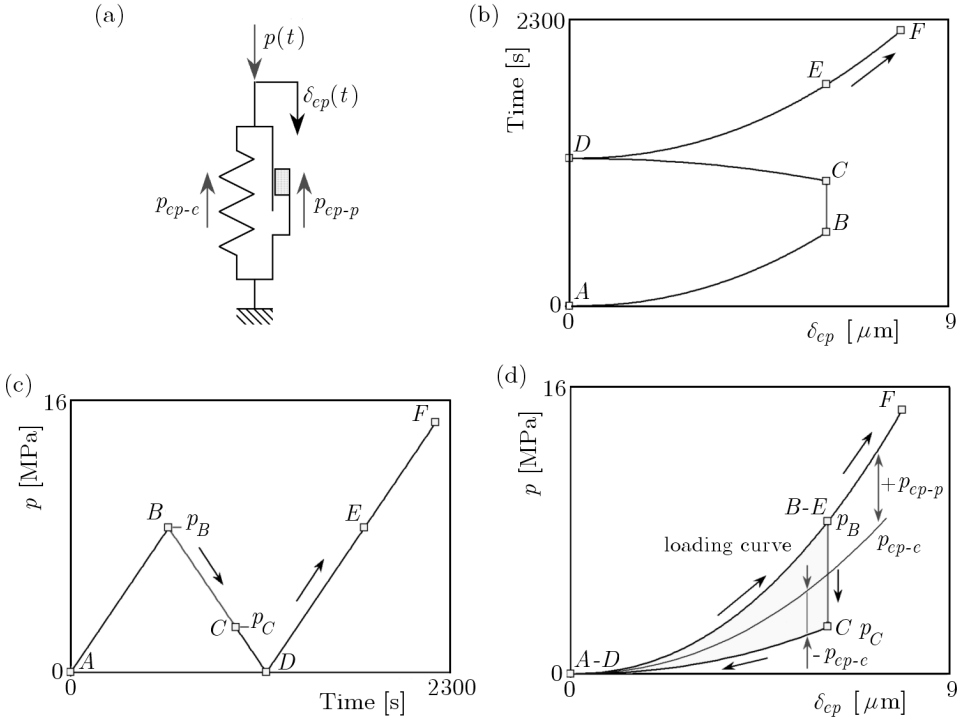 (a)
p(t)
δcp(t)
pcp-c
pcp-p
(b)
2300
Time [s]
0
A
B
C
D
E
F
0
δcp [μm]
9
(c)
16
p [MPa]
0
A
B
pB
C
pC
D
E
F
0
Time [s]
2300
(d)
16
p [MPa]
0
F
+pcp-p
B-E
pB
loading curve
pcp-c
C pC
A-D
-pcp-c
0
δcp [μm]
9